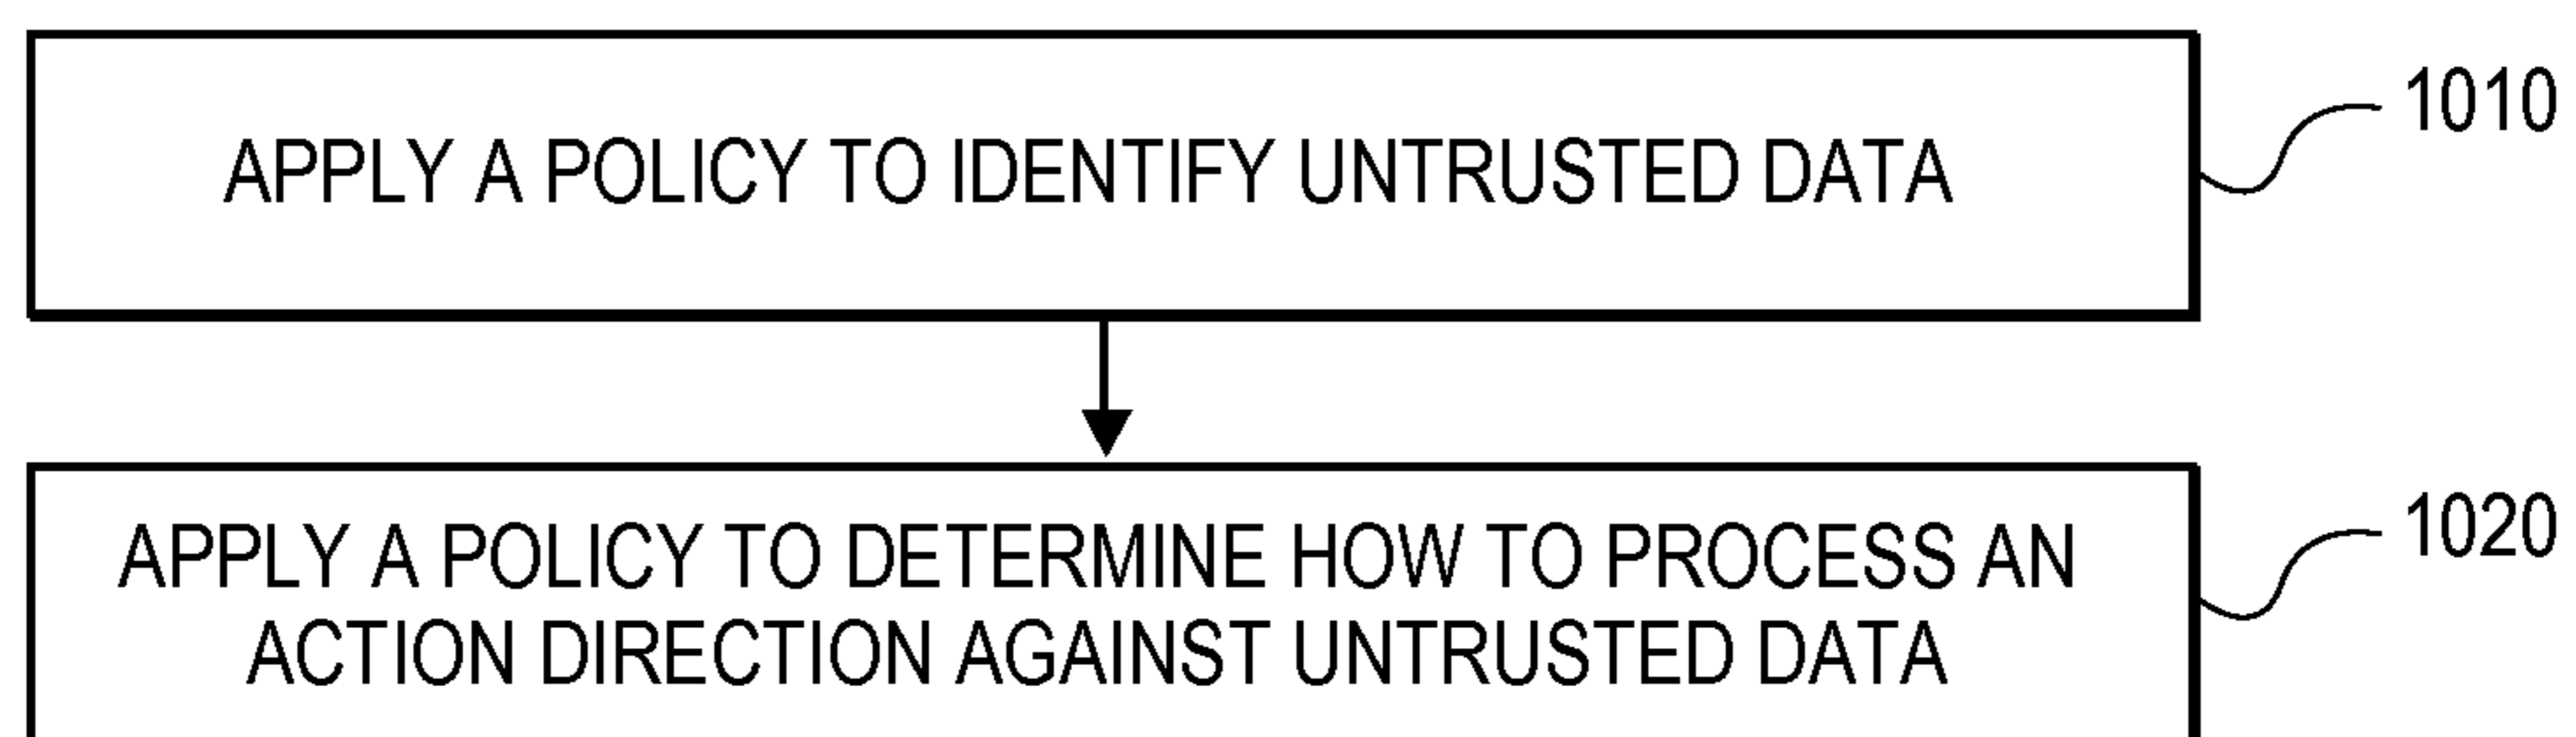 APPLY A POLICY TO IDENTIFY UNTRUSTED DATA
1010
APPLY A POLICY TO DETERMINE HOW TO PROCESS AN
ACTION DIRECTION AGAINST UNTRUSTED DATA
1020